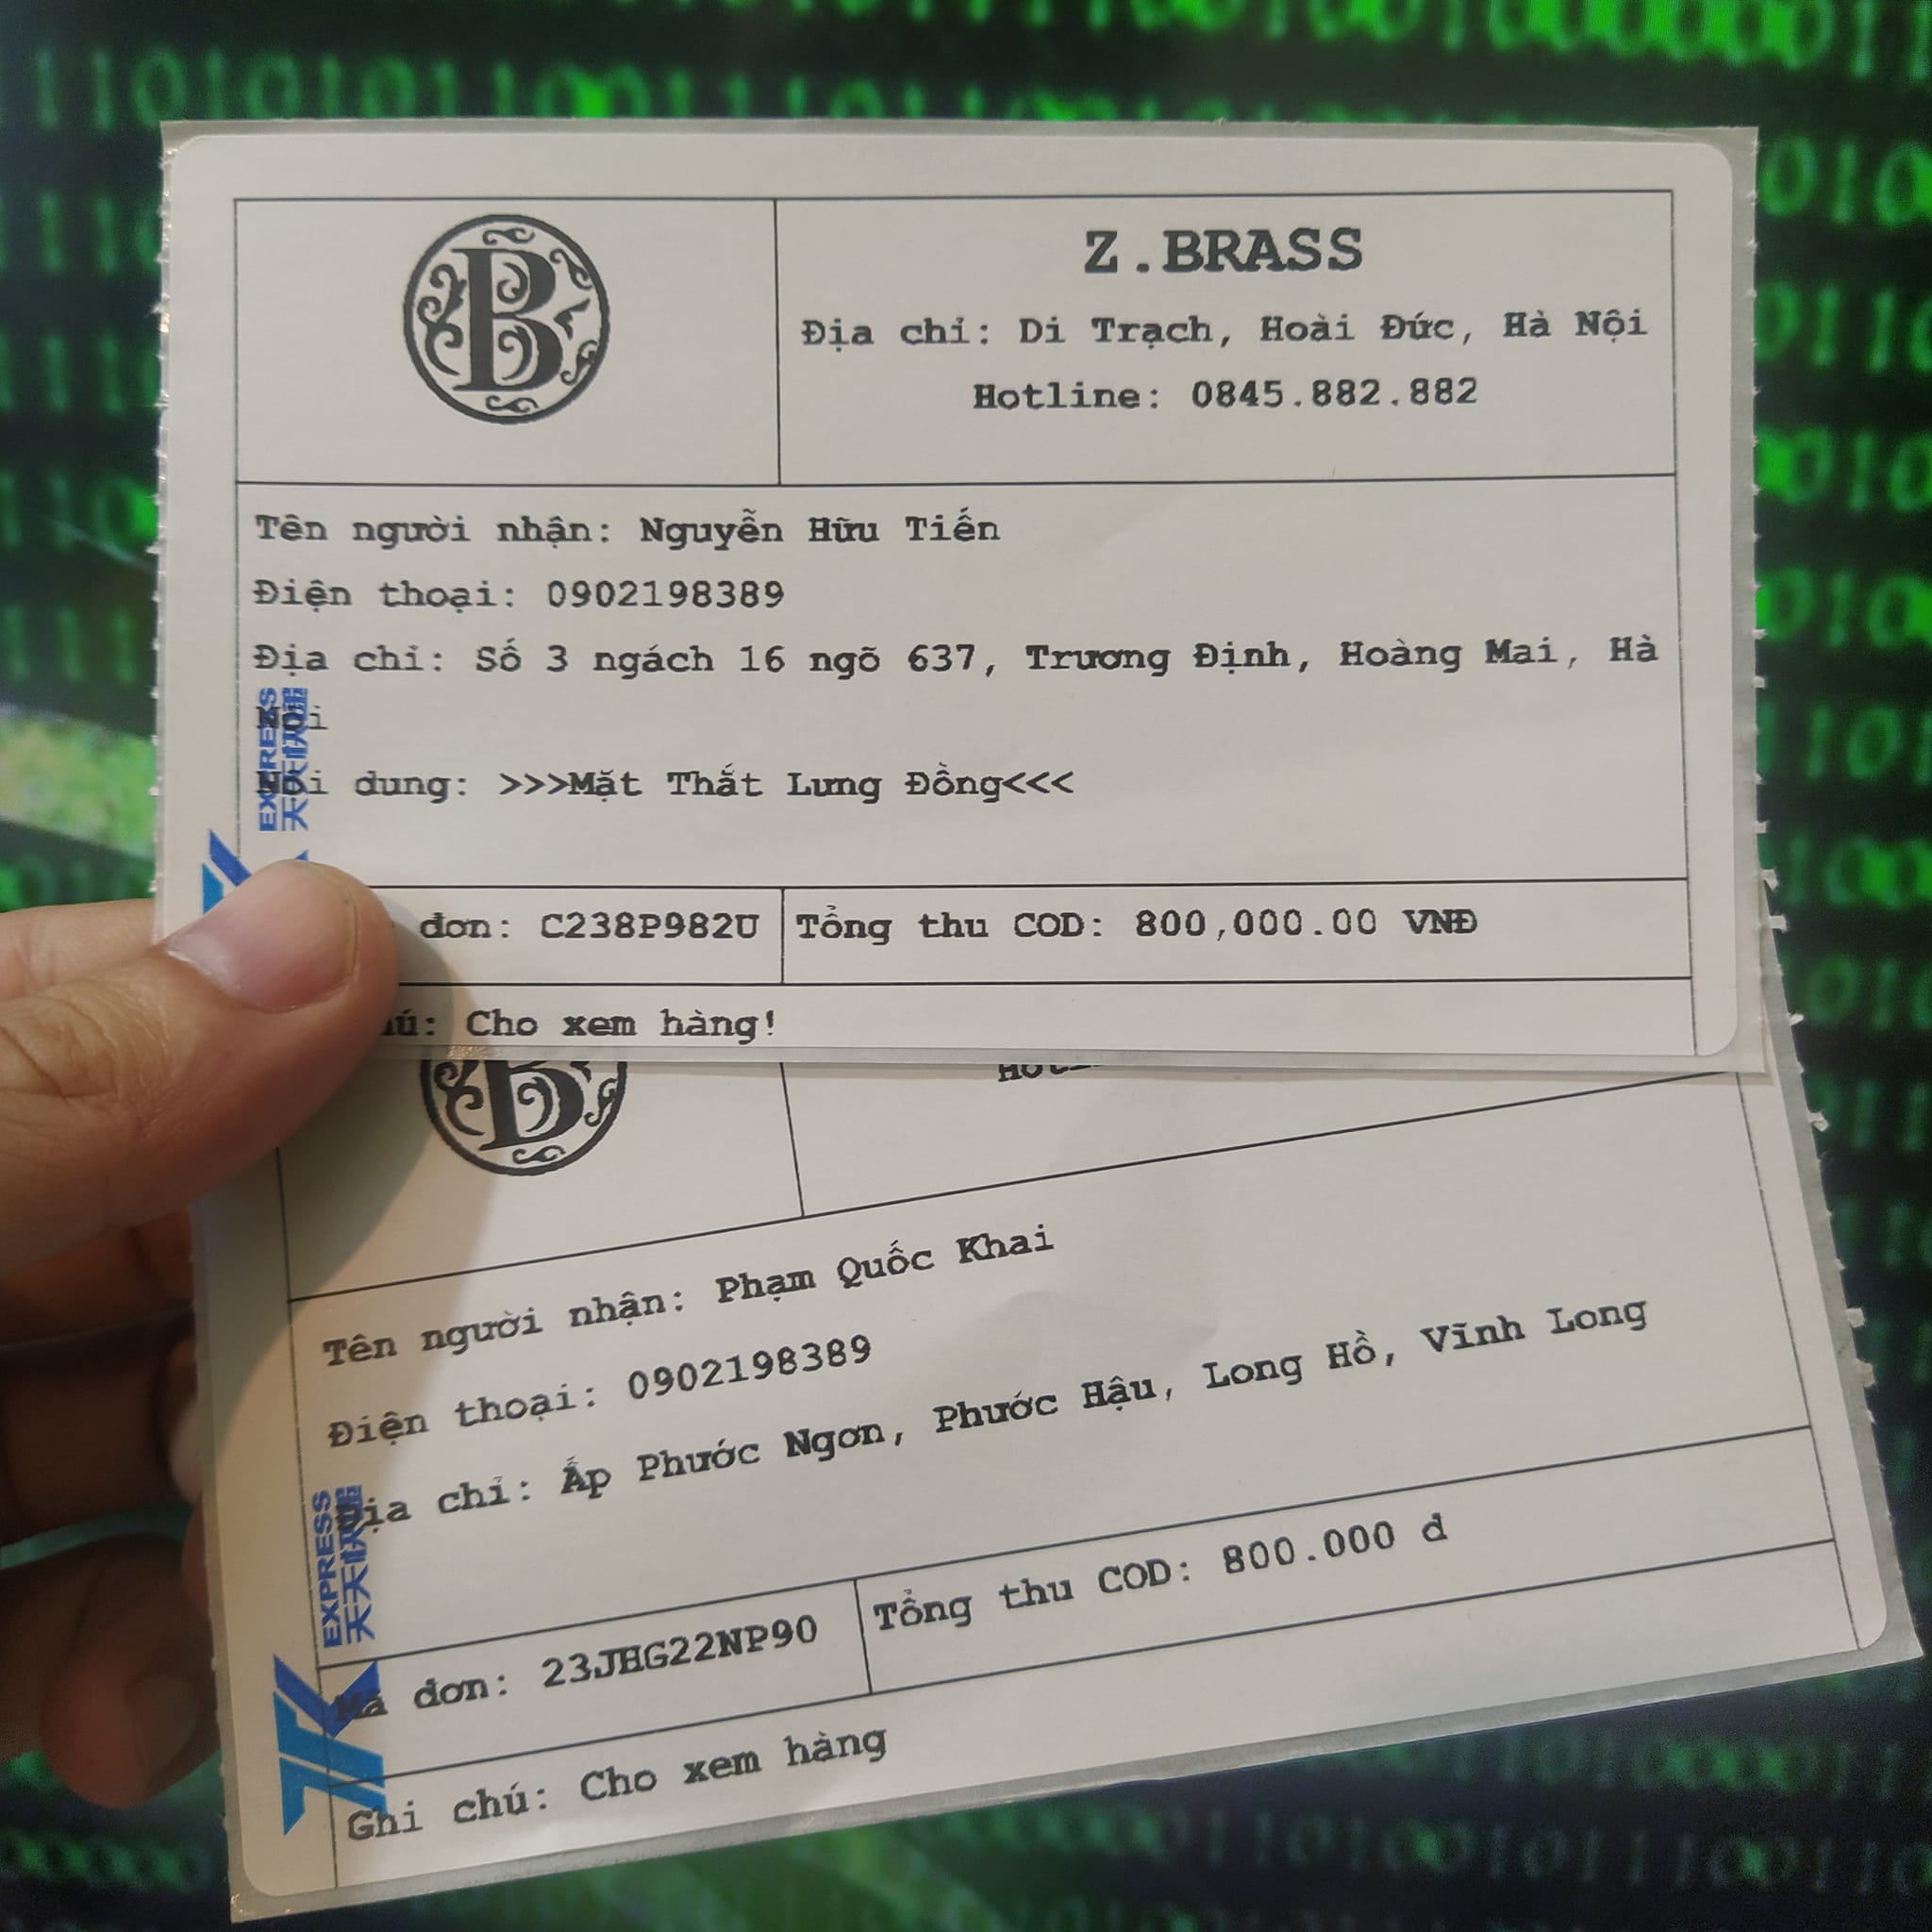 B
Z.BRASS
Địa chỉ: Di Trạch, Hoài Đức, Hà Nội
Hotline: 0845.882.882
Tên người nhận: Nguyễn Hữu Tiến
Điện thoại: 0902198389
Địa chỉ: Số 3 ngách 16 ngõ 637, Trương Định, Hoàng Mai, Hà
Nội
Nội dung: >>>Mặt Thắt Lưng Đồng<<<
EXPRESS
天天快递
đơn: C238P982U
Tổng thu COD: 800,000.00 VNĐ
Cho xem hàng!
B
Tên người nhận: Phạm Quốc Khai
Điện thoại: 0902198389
Địa chỉ: Ấp Phước Ngơn, Phước Hậu, Long Hồ, Vĩnh Long
EXPRESS
天天快递
Mã đơn: 23JHG22NP90
Tổng thu COD: 800.000 đ
Ghi chú: Cho xem hàng